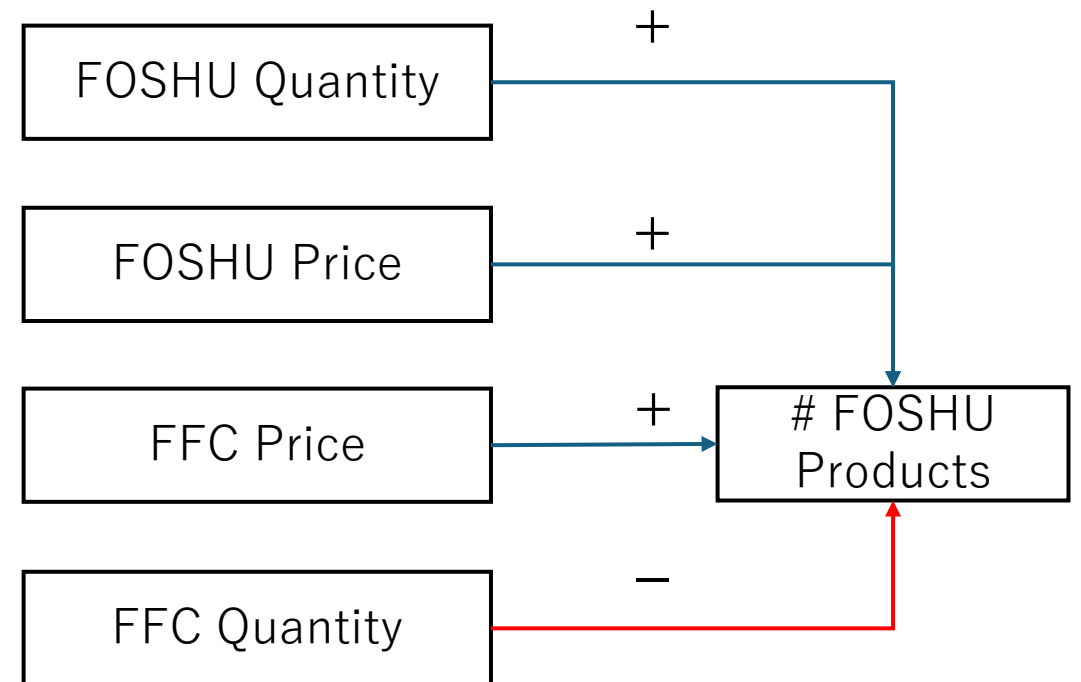 +
FOSHU Quantity
+
FOSHU Price
+
FFC Price
# FOSHU
Products
−
FFC Quantity